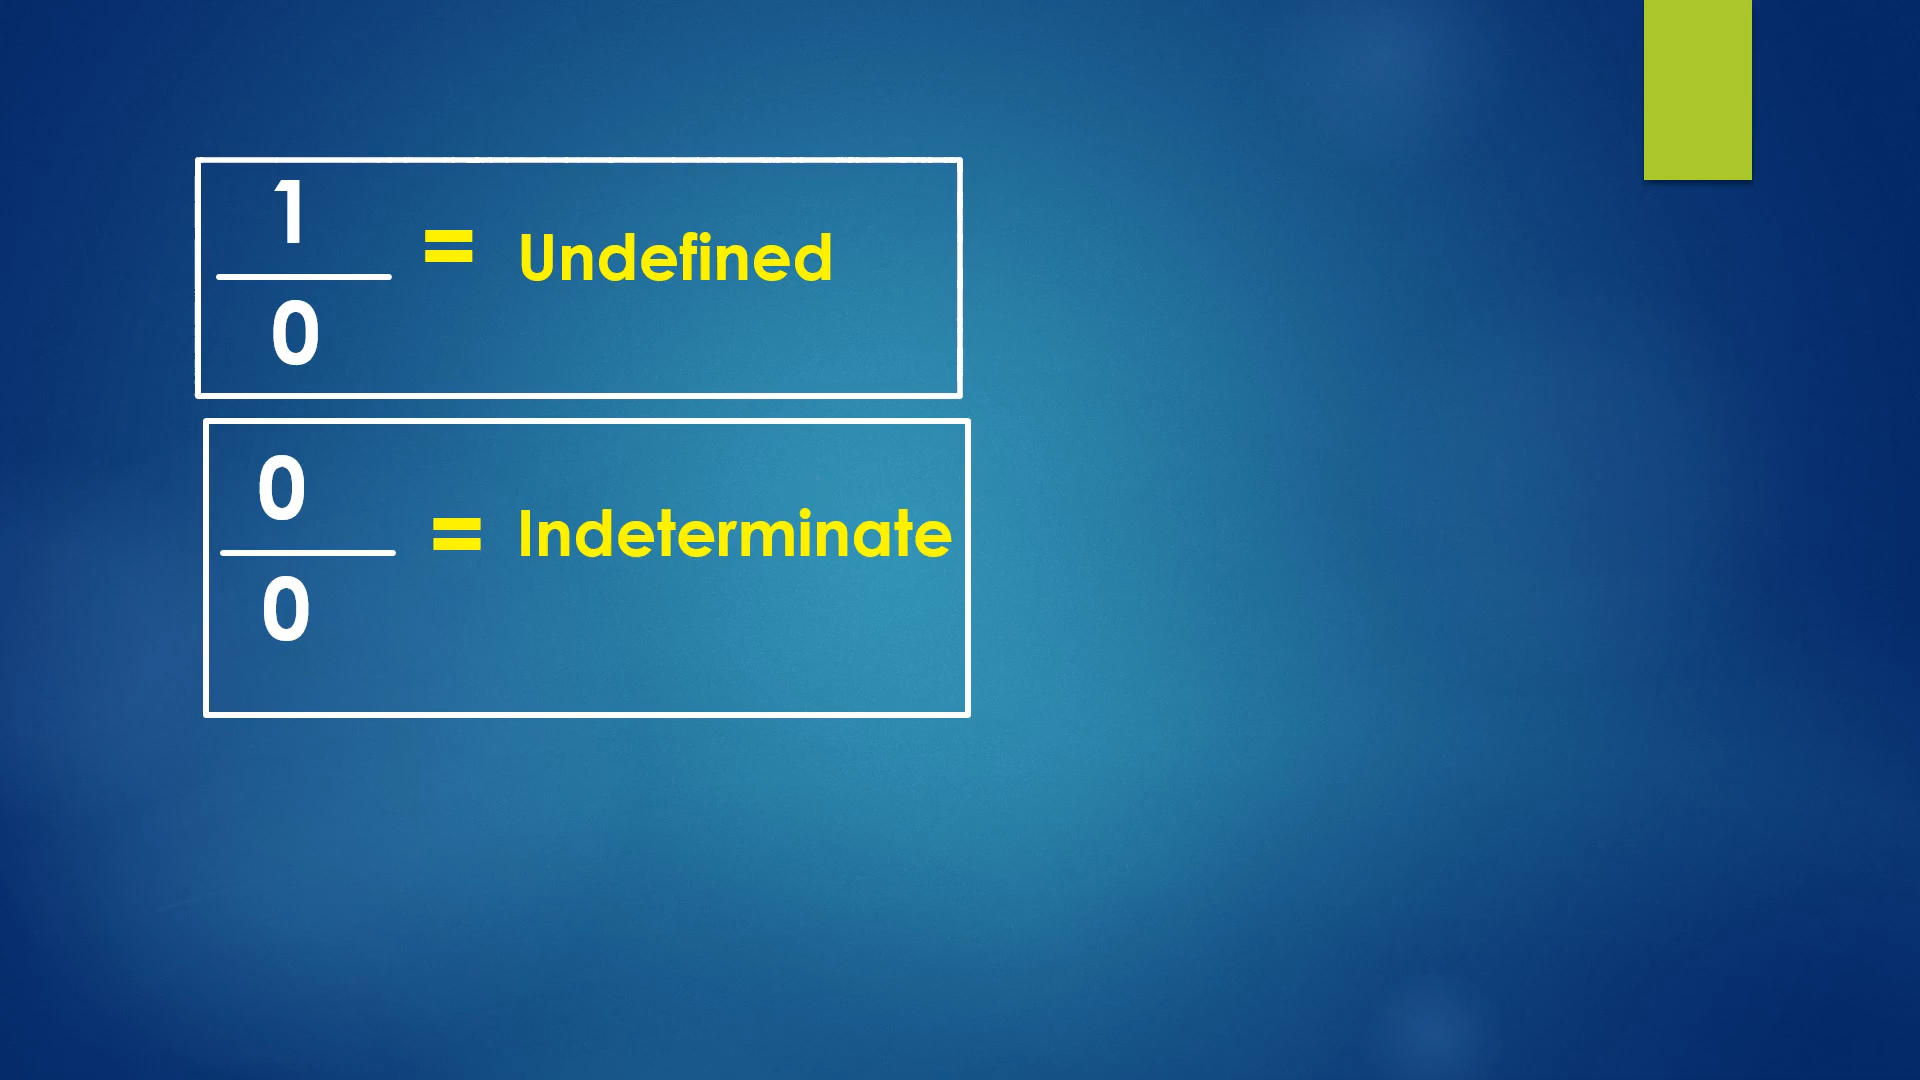 1
= Undefined
0
0
= Indeterminate
0